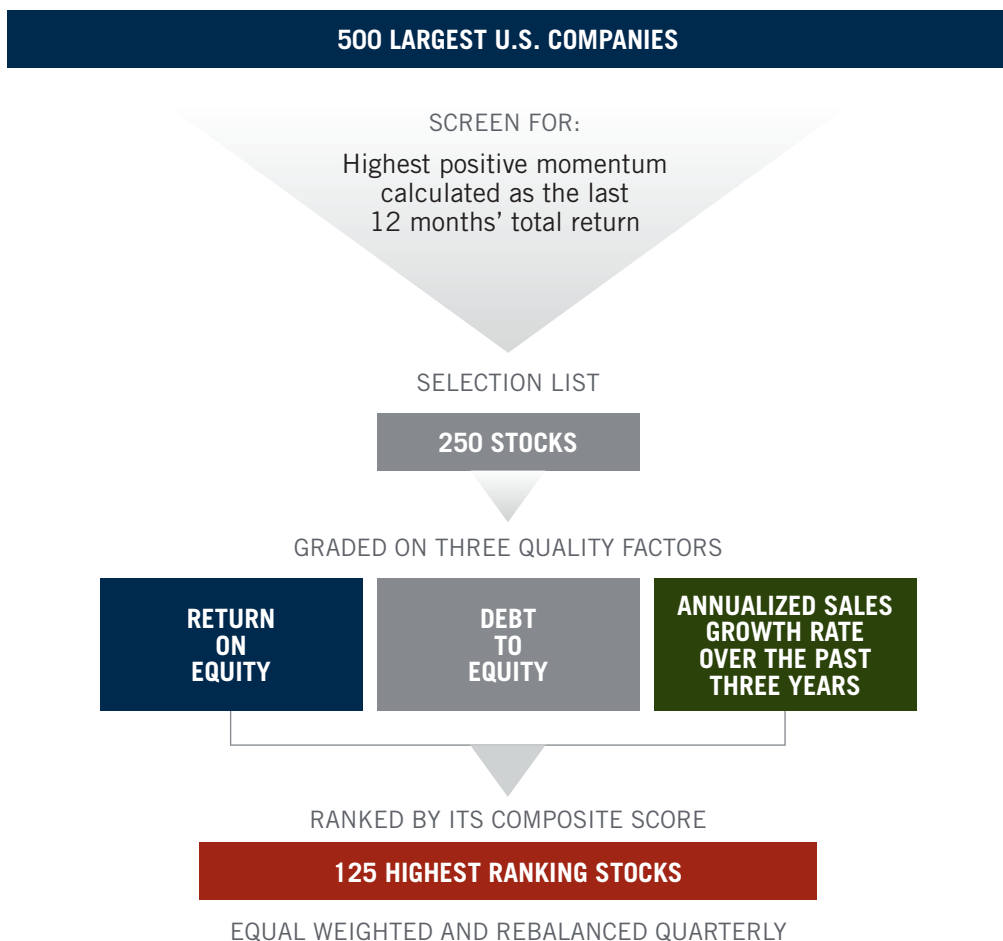 500 LARGEST U.S. COMPANIES
SCREEN FOR:
Highest positive momentum
calculated as the last
12 months’ total return
SELECTION LIST
250 STOCKS
GRADED ON THREE QUALITY FACTORS
RETURN
ON
EQUITY
DEBT
TO
EQUITY
ANNUALIZED SALES
GROWTH RATE
OVER THE PAST
THREE YEARS
RANKED BY ITS COMPOSITE SCORE
125 HIGHEST RANKING STOCKS
EQUAL WEIGHTED AND REBALANCED QUARTERLY